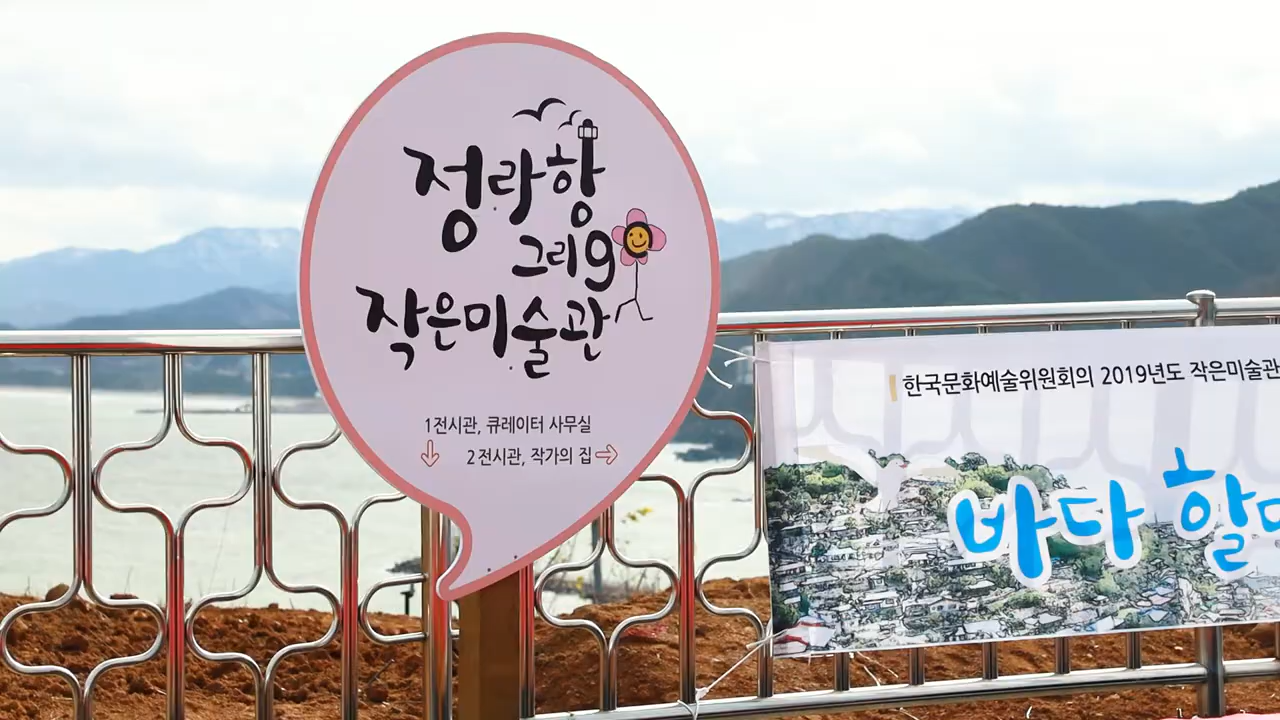 정라항
그리go
작은미술관
1전시관, 큐레이터 사무실
2전시관, 작가의 집
한국문화예술위원회의 2019년도 작은미술관
바다